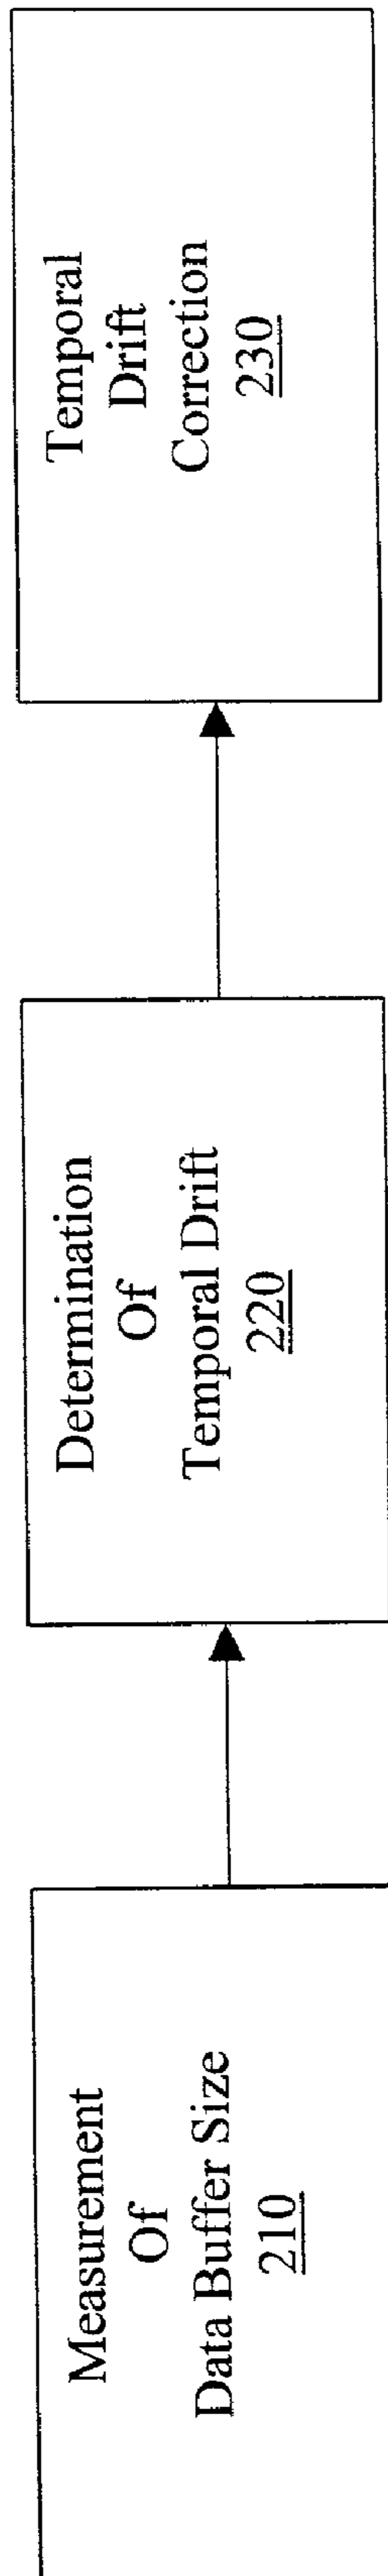 Measurement
Of
Data Buffer Size
210
Determination
Of
Temporal Drift
220
Temporal
Drift
Correction
230